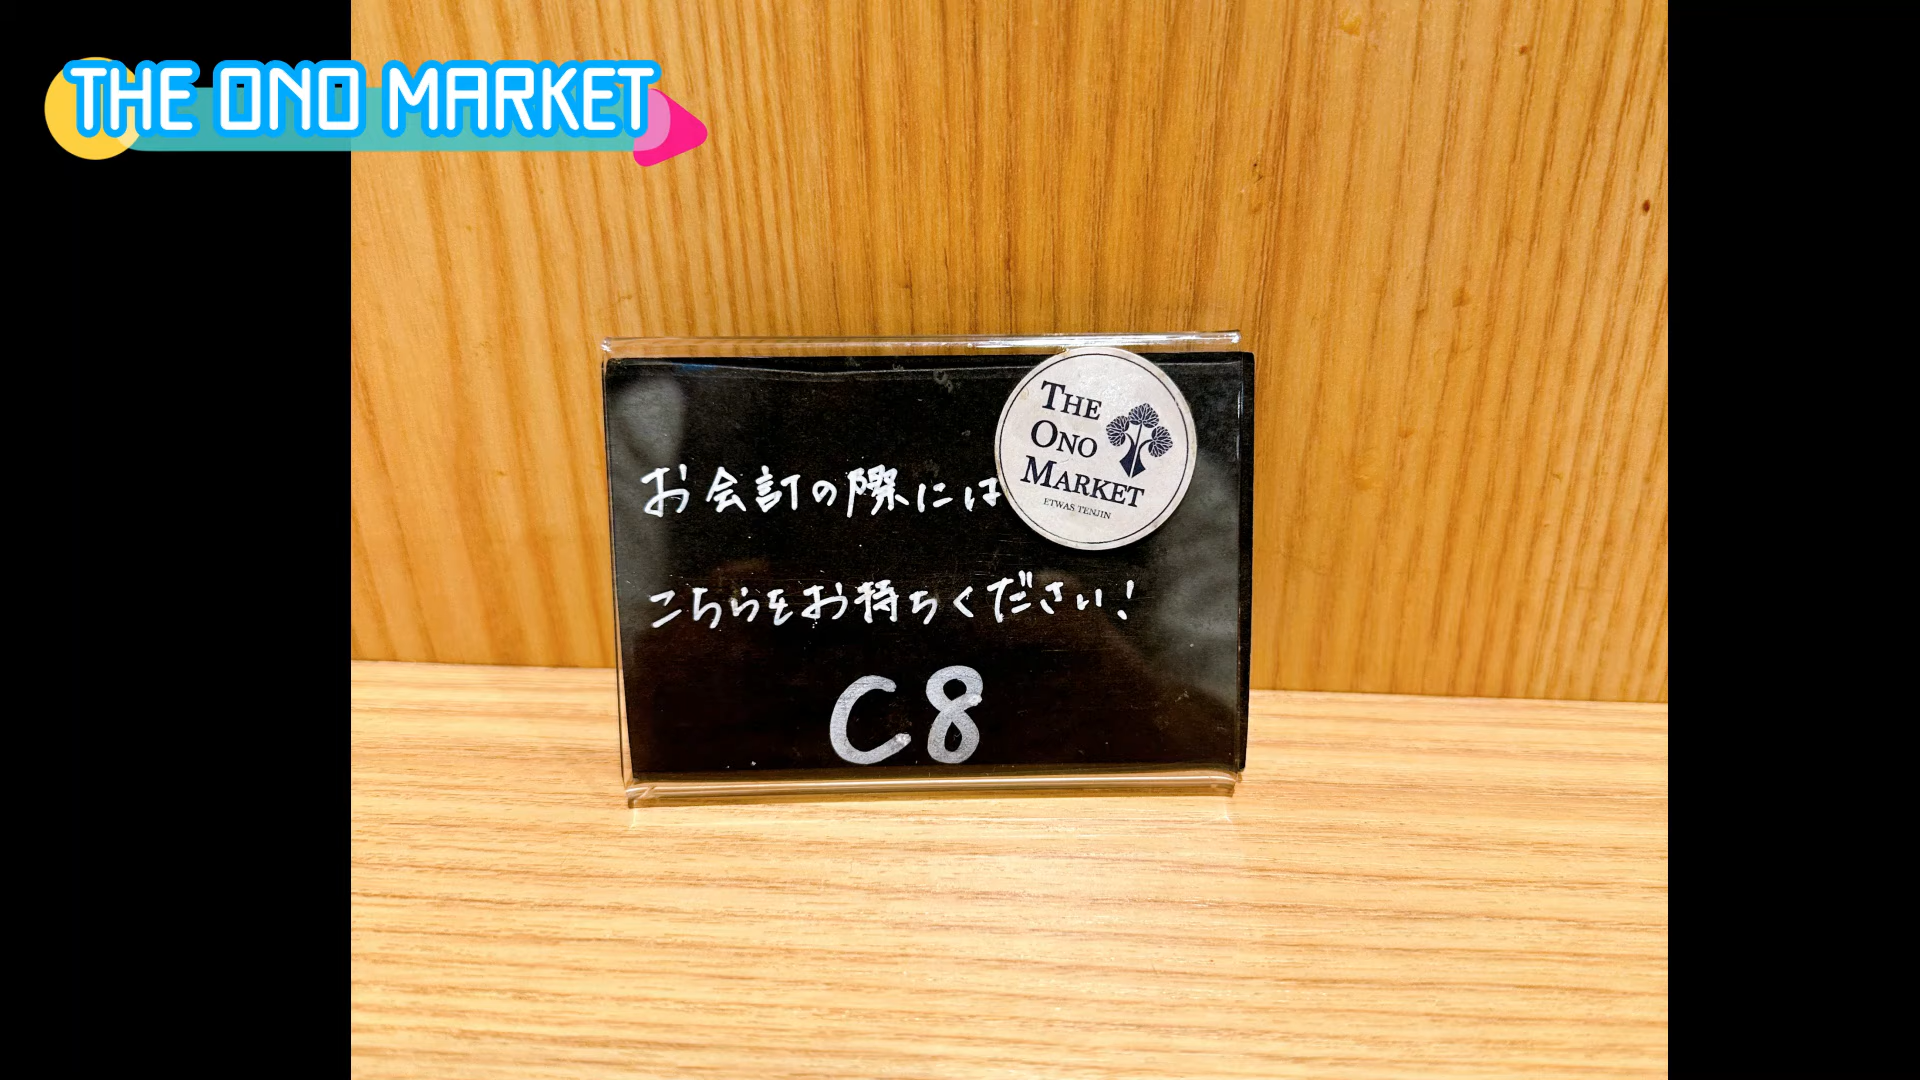 THE ONO MARKET
THE
ONO
MARKET
ETWAS TENJIN
お会計の際には
こちらをお持ちください!
C8